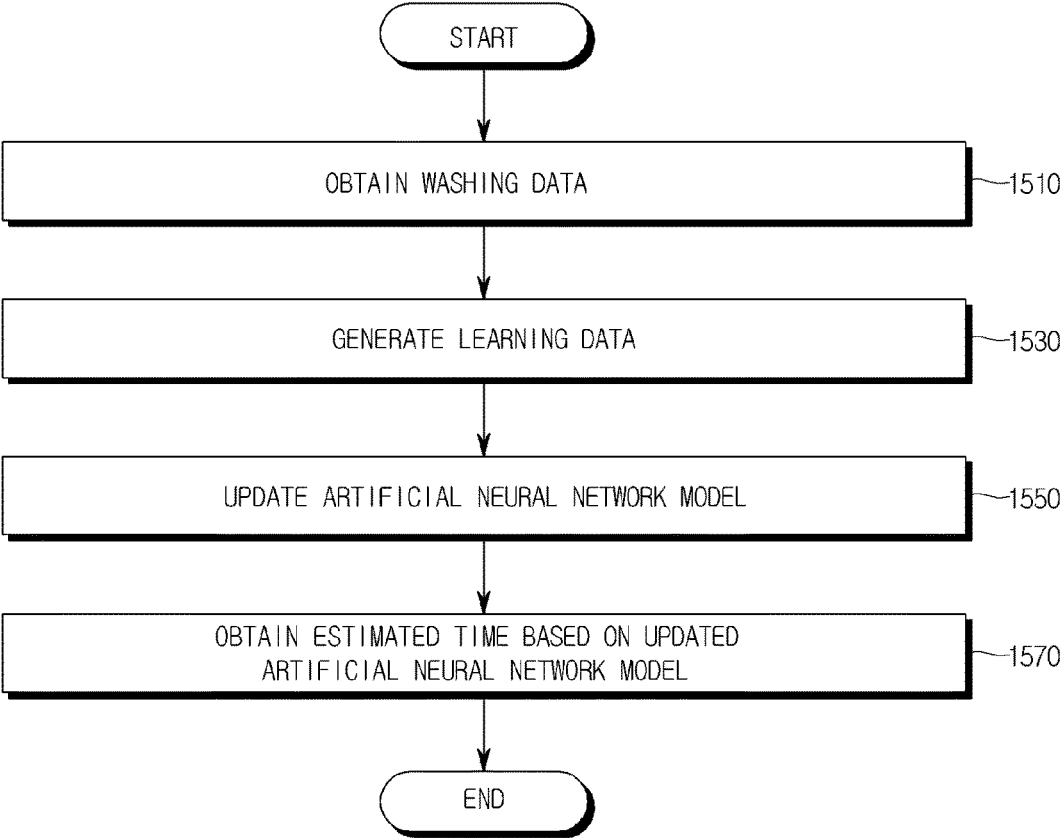 START
OBTAIN WASHING DATA
1510
GENERATE LEARNING DATA
1530
UPDATE ARTIFICIAL NEURAL NETWORK MODEL
1550
OBTAIN ESTIMATED TIME BASED ON UPDATED
ARTIFICIAL NEURAL NETWORK MODEL
1570
END